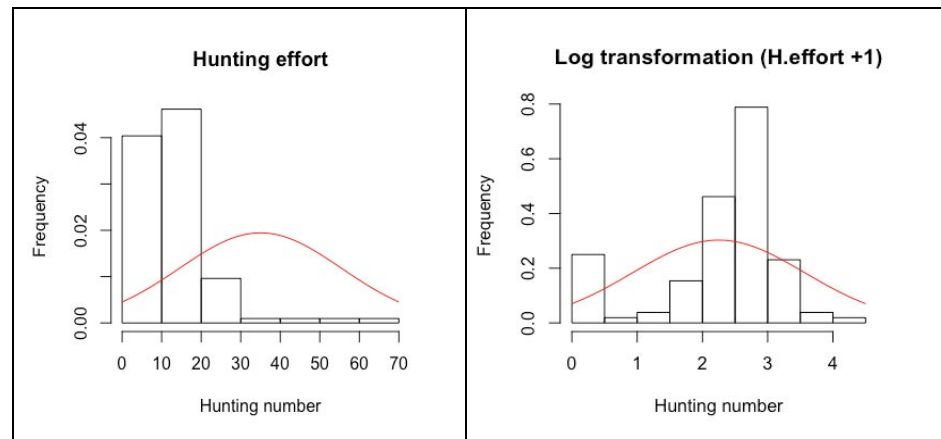 Hunting effort
Frequency
0.00 0.02 0.04
0 10 20 30 40 50 60 70
Hunting number
Log transformation (H.effort +1)
Frequency
0.0 0.2 0.4 0.6 0.8
0 1 2 3 4
Hunting number